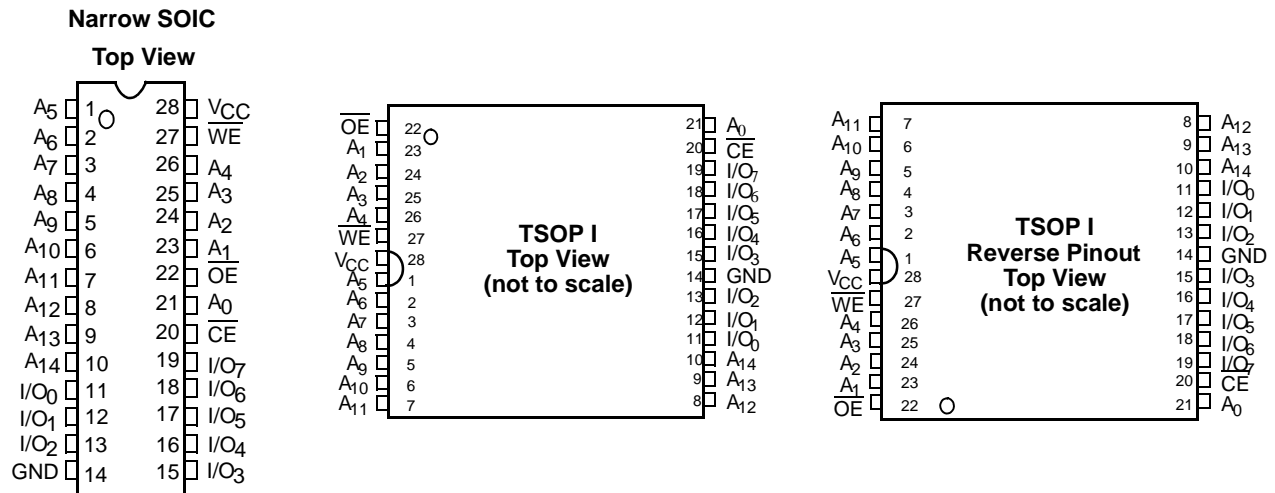 Narrow SOIC
Top View
A5 1 28 VCC
A6 2 27 WE
A7 3 26 A4
A8 4 25 A3
A9 5 24 A2
A10 6 23 A1
A11 7 22 OE
A12 8 21 A0
A13 9 20 CE
A14 10 19 I/O7
I/O0 11 18 I/O6
I/O1 12 17 I/O5
I/O2 13 16 I/O4
GND 14 15 I/O3
OE 22 21 A0
A1 23 20 CE
A2 24 19 I/O7
A3 25 18 I/O6
A4 26 17 I/O5
WE 27 16 I/O4
VCC 28 15 I/O3
A5 1 14 GND
A6 2 13 I/O2
A7 3 12 I/O1
A8 4 11 I/O0
A9 5 10 A14
A10 6 9 A13
A11 7 8 A12
TSOP I
Top View
(not to scale)
A11 7 8 A12
A10 6 9 A13
A9 5 10 A14
A8 4 11 I/O0
A7 3 12 I/O1
A6 2 13 I/O2
A5 1 14 GND
VCC 28 15 I/O3
WE 27 16 I/O4
A4 26 17 I/O5
A3 25 18 I/O6
A2 24 19 I/O7
A1 23 20 CE
OE 22 21 A0
TSOP I
Reverse Pinout
Top View
(not to scale)